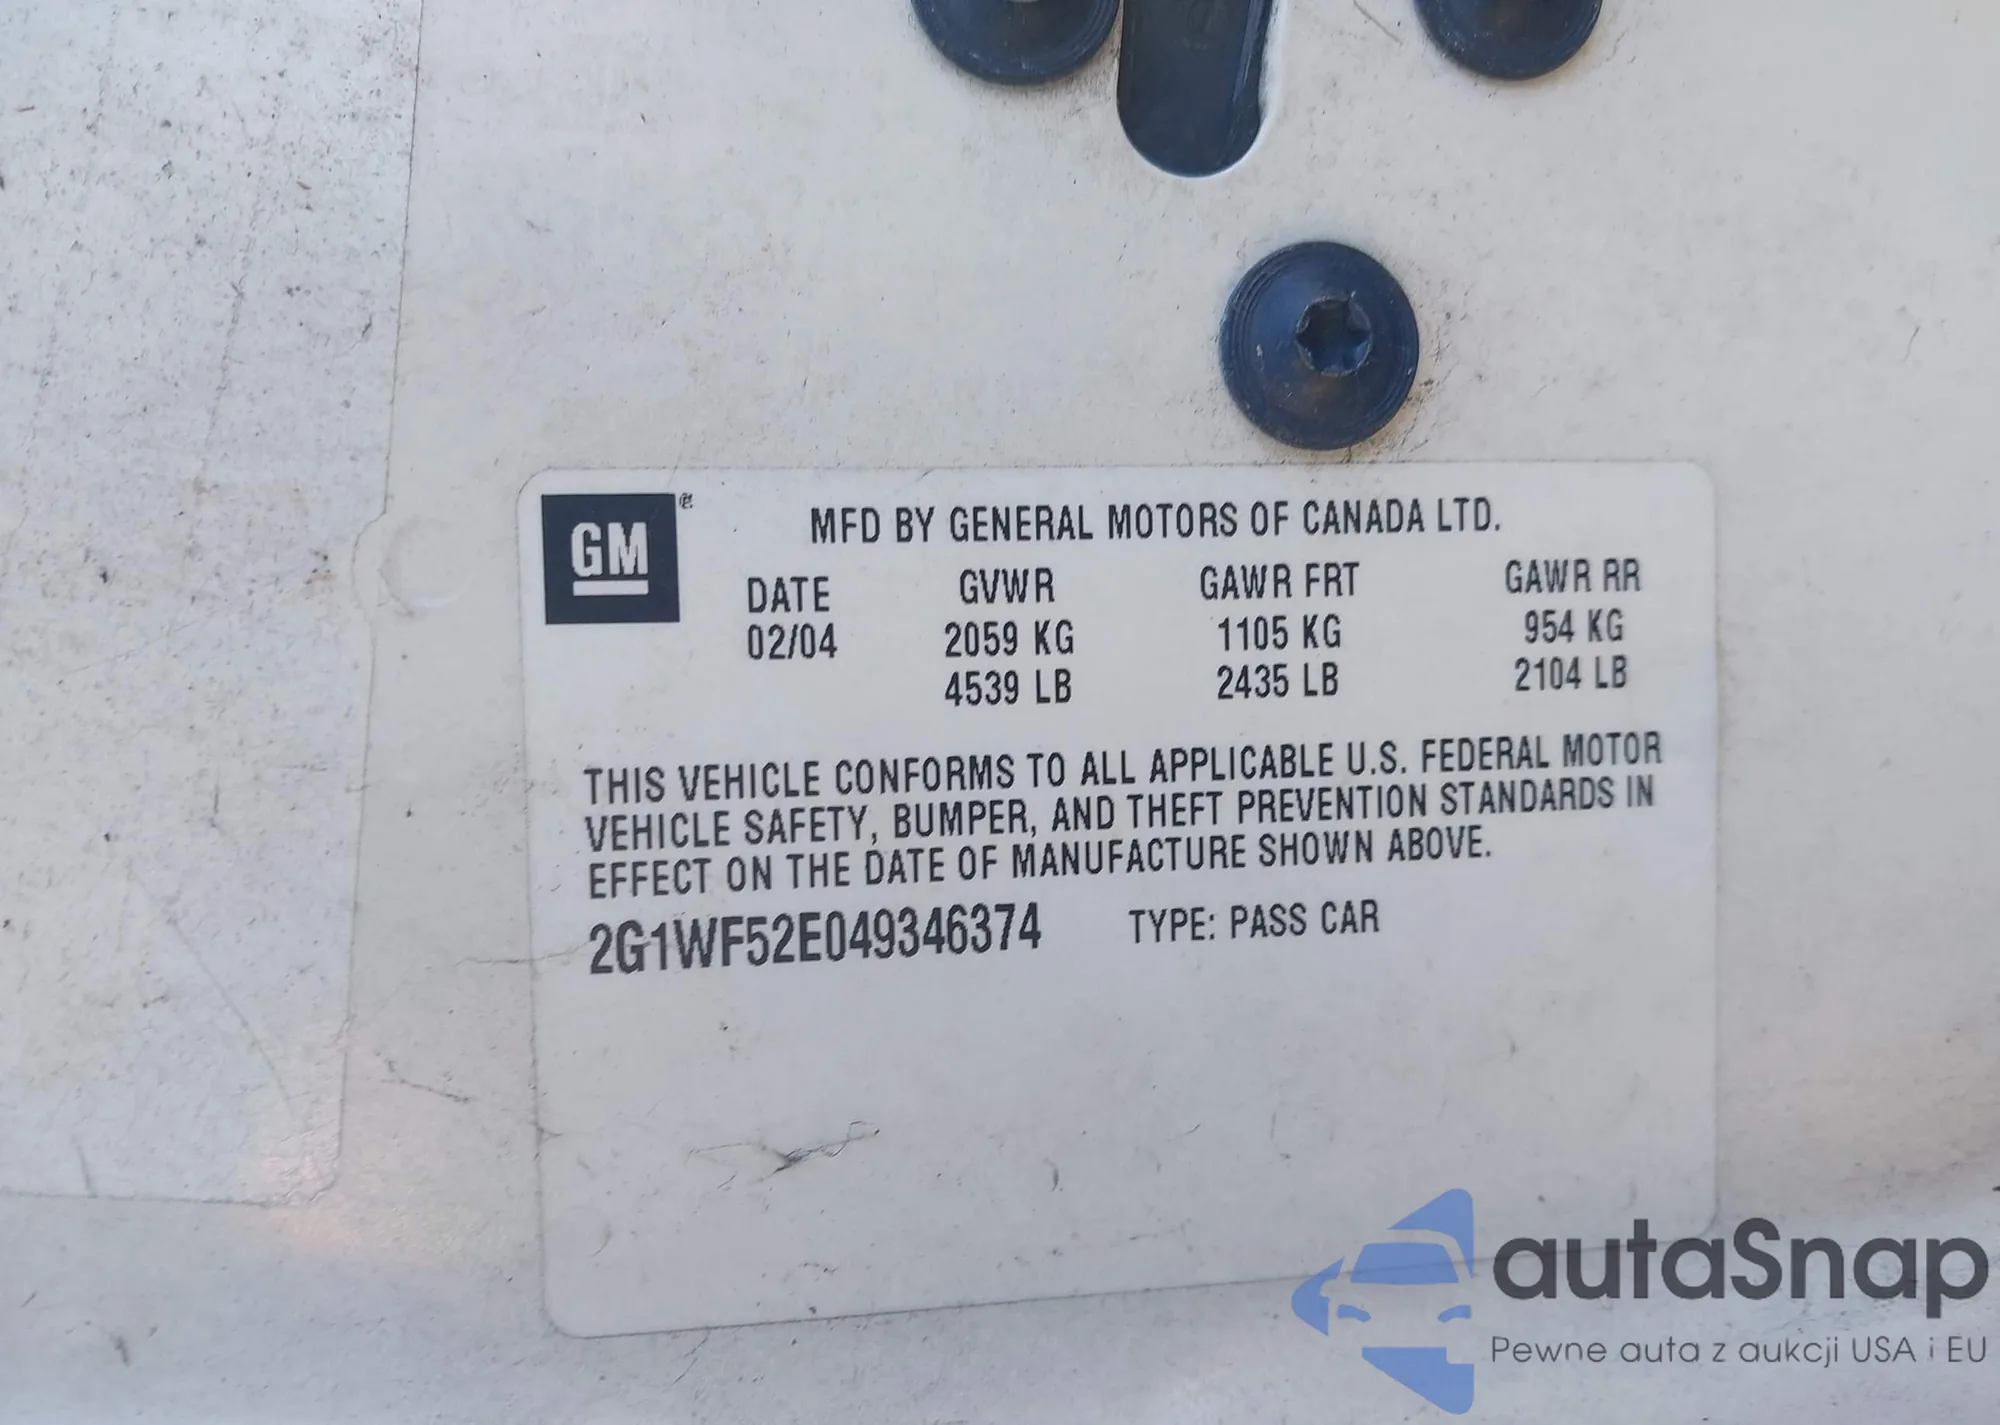 GM
MFD BY GENERAL MOTORS OF CANADA LTD.
DATE GVWR GAWR FRT GAWR RR
02/04 2059 KG 1105 KG 954 KG
4539 LB 2435 LB 2104 LB
THIS VEHICLE CONFORMS TO ALL APPLICABLE U.S. FEDERAL MOTOR
VEHICLE SAFETY, BUMPER, AND THEFT PREVENTION STANDARDS IN
EFFECT ON THE DATE OF MANUFACTURE SHOWN ABOVE.
2G1WF52E049346374 TYPE: PASS CAR
autaSnap
Pewne auta z aukcji USA i EU